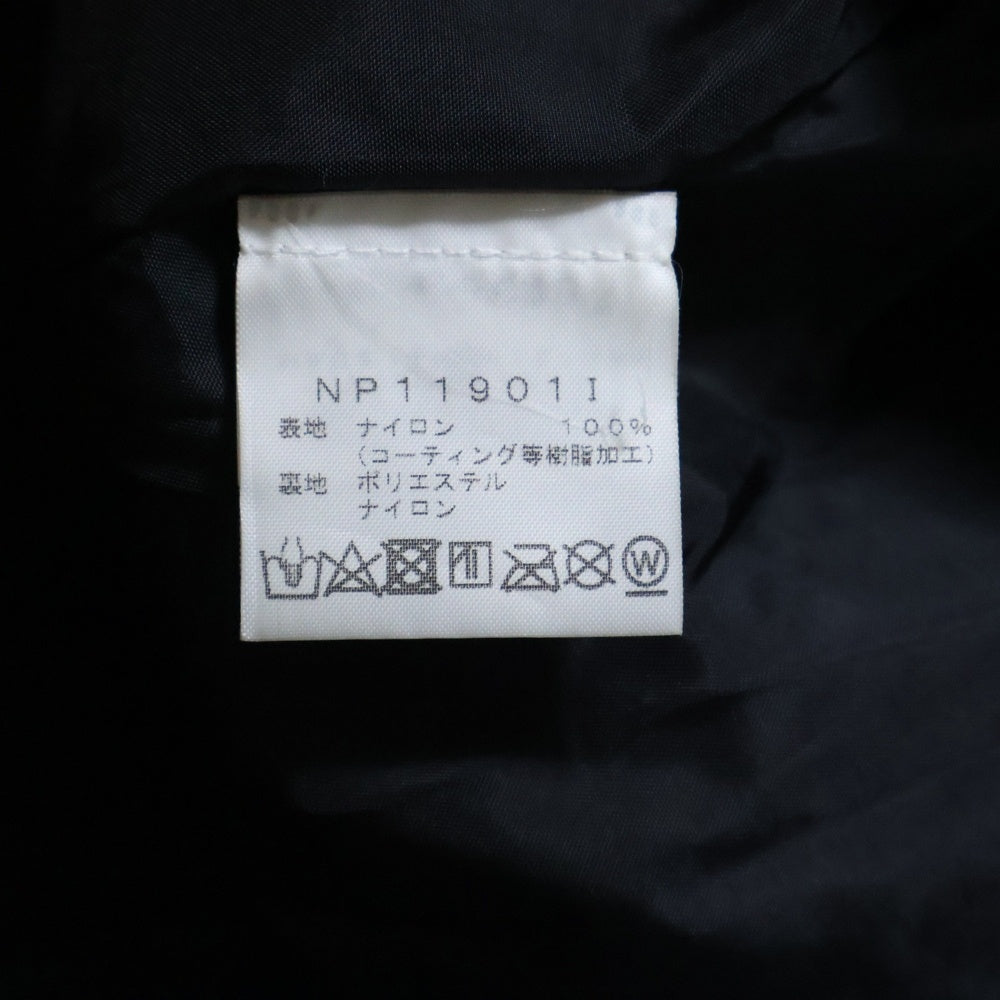 NP11901I
表地 ナイロン 100%
(コーティング等樹脂加工)
裏地 ポリエステル
ナイロン
W